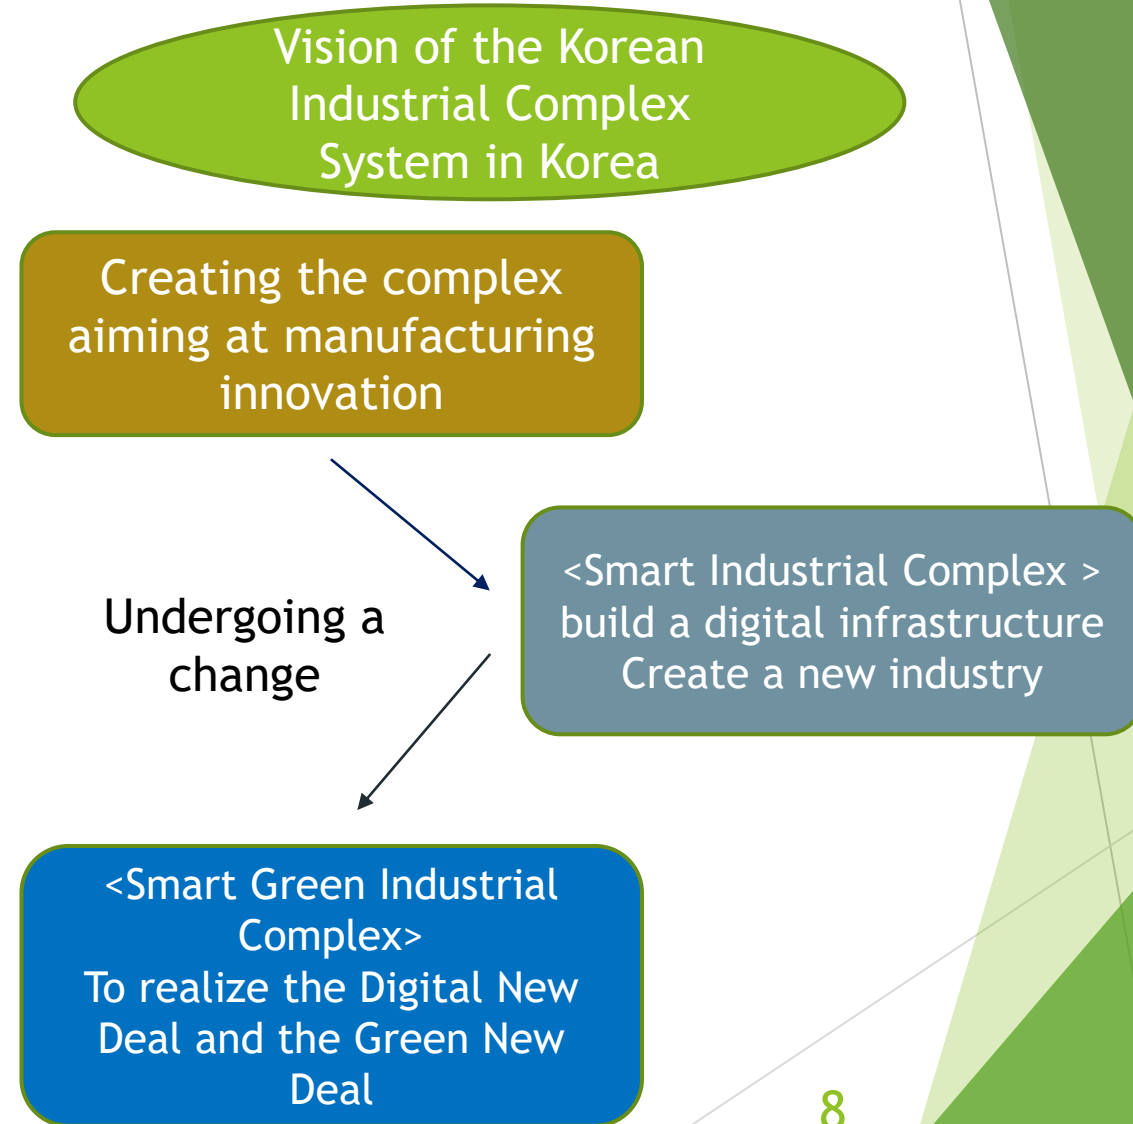 Vision of the Korean
Industrial Complex
System in Korea
Creating the complex
aiming at manufacturing
innovation
Undergoing a
change
<Smart Industrial Complex >
build a digital infrastructure
Create a new industry
<Smart Green Industrial
Complex>
To realize the Digital New
Deal and the Green New
Deal
8